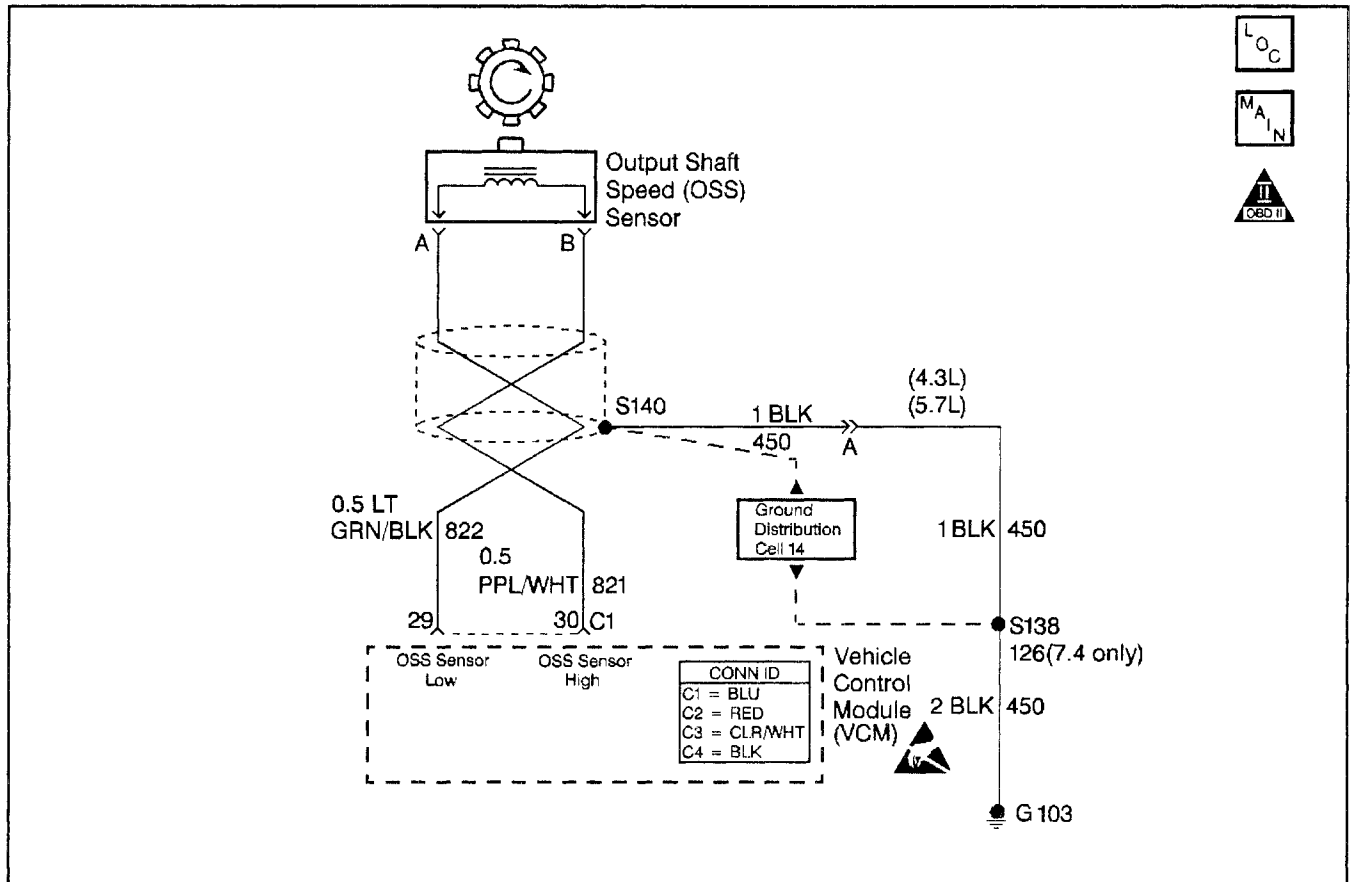 LOC
MAIN
II
OBD II
Output Shaft
Speed (OSS)
Sensor
A
B
S140
1 BLK
450
A
(4.3L)
(5.7L)
0.5 LT
GRN/BLK 822
0.5
PPL/WHT 821
Ground
Distribution
Cell 14
1 BLK 450
29
30 C1
S138
126(7.4 only)
OSS Sensor
Low
OSS Sensor
High
CONN ID
C1 = BLU
C2 = RED
C3 = CLR/WHT
C4 = BLK
Vehicle
Control
Module
(VCM)
2 BLK 450
G 103